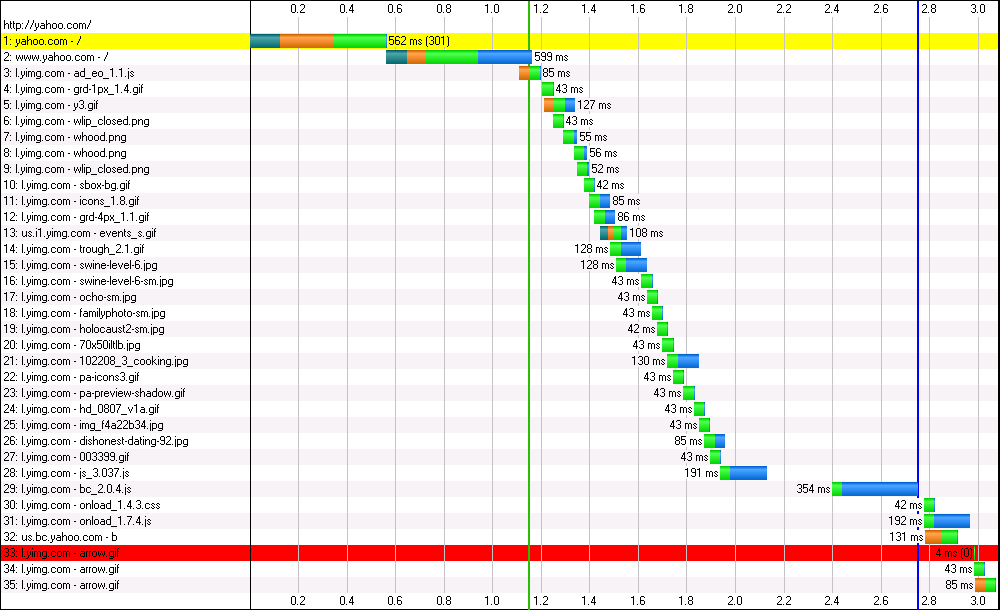 0.2 0.4 0.6 0.8 1.0 1.2 1.4 1.6 1.8 2.0 2.2 2.4 2.6 2.8 3.0
http://yahoo.com/
1: yahoo.com - / 562 ms (301)
2: www.yahoo.com - / 599 ms
3: l.yimg.com - ad_eo_1.1.js 85 ms
4: l.yimg.com - grd-1px_1.4.gif 43 ms
5: l.yimg.com - y3.gif 127 ms
6: l.yimg.com - wlip_closed.png 43 ms
7: l.yimg.com - whood.png 55 ms
8: l.yimg.com - whood.png 56 ms
9: l.yimg.com - wlip_closed.png 52 ms
10: l.yimg.com - sbox-bg.gif 42 ms
11: l.yimg.com - icons_1.8.gif 85 ms
12: l.yimg.com - grd-4px_1.1.gif 86 ms
13: us.i1.yimg.com - events_s.gif 108 ms
14: l.yimg.com - trough_2.1.gif 128 ms
15: l.yimg.com - swine-level-6.jpg 128 ms
16: l.yimg.com - swine-level-6-sm.jpg 43 ms
17: l.yimg.com - ocho-sm.jpg 43 ms
18: l.yimg.com - familyphoto-sm.jpg 43 ms
19: l.yimg.com - holocaust2-sm.jpg 42 ms
20: l.yimg.com - 70x50iltlb.jpg 43 ms
21: l.yimg.com - 102208_3_cooking.jpg 130 ms
22: l.yimg.com - pa-icons3.gif 43 ms
23: l.yimg.com - pa-preview-shadow.gif 43 ms
24: l.yimg.com - hd_0807_v1a.gif 43 ms
25: l.yimg.com - img_f4a22b34.jpg 43 ms
26: l.yimg.com - dishonest-dating-92.jpg 85 ms
27: l.yimg.com - 003399.gif 43 ms
28: l.yimg.com - js_3.037.js 191 ms
29: l.yimg.com - bc_2.0.4.js 354 ms
30: l.yimg.com - onload_1.4.3.css 42 ms
31: l.yimg.com - onload_1.7.4.js 192 ms
32: us.bc.yahoo.com - b 131 ms
33: l.yimg.com - arrow.gif 4 ms (0)
34: l.yimg.com - arrow.gif 43 ms
35: l.yimg.com - arrow.gif 85 ms
0.2 0.4 0.6 0.8 1.0 1.2 1.4 1.6 1.8 2.0 2.2 2.4 2.6 2.8 3.0